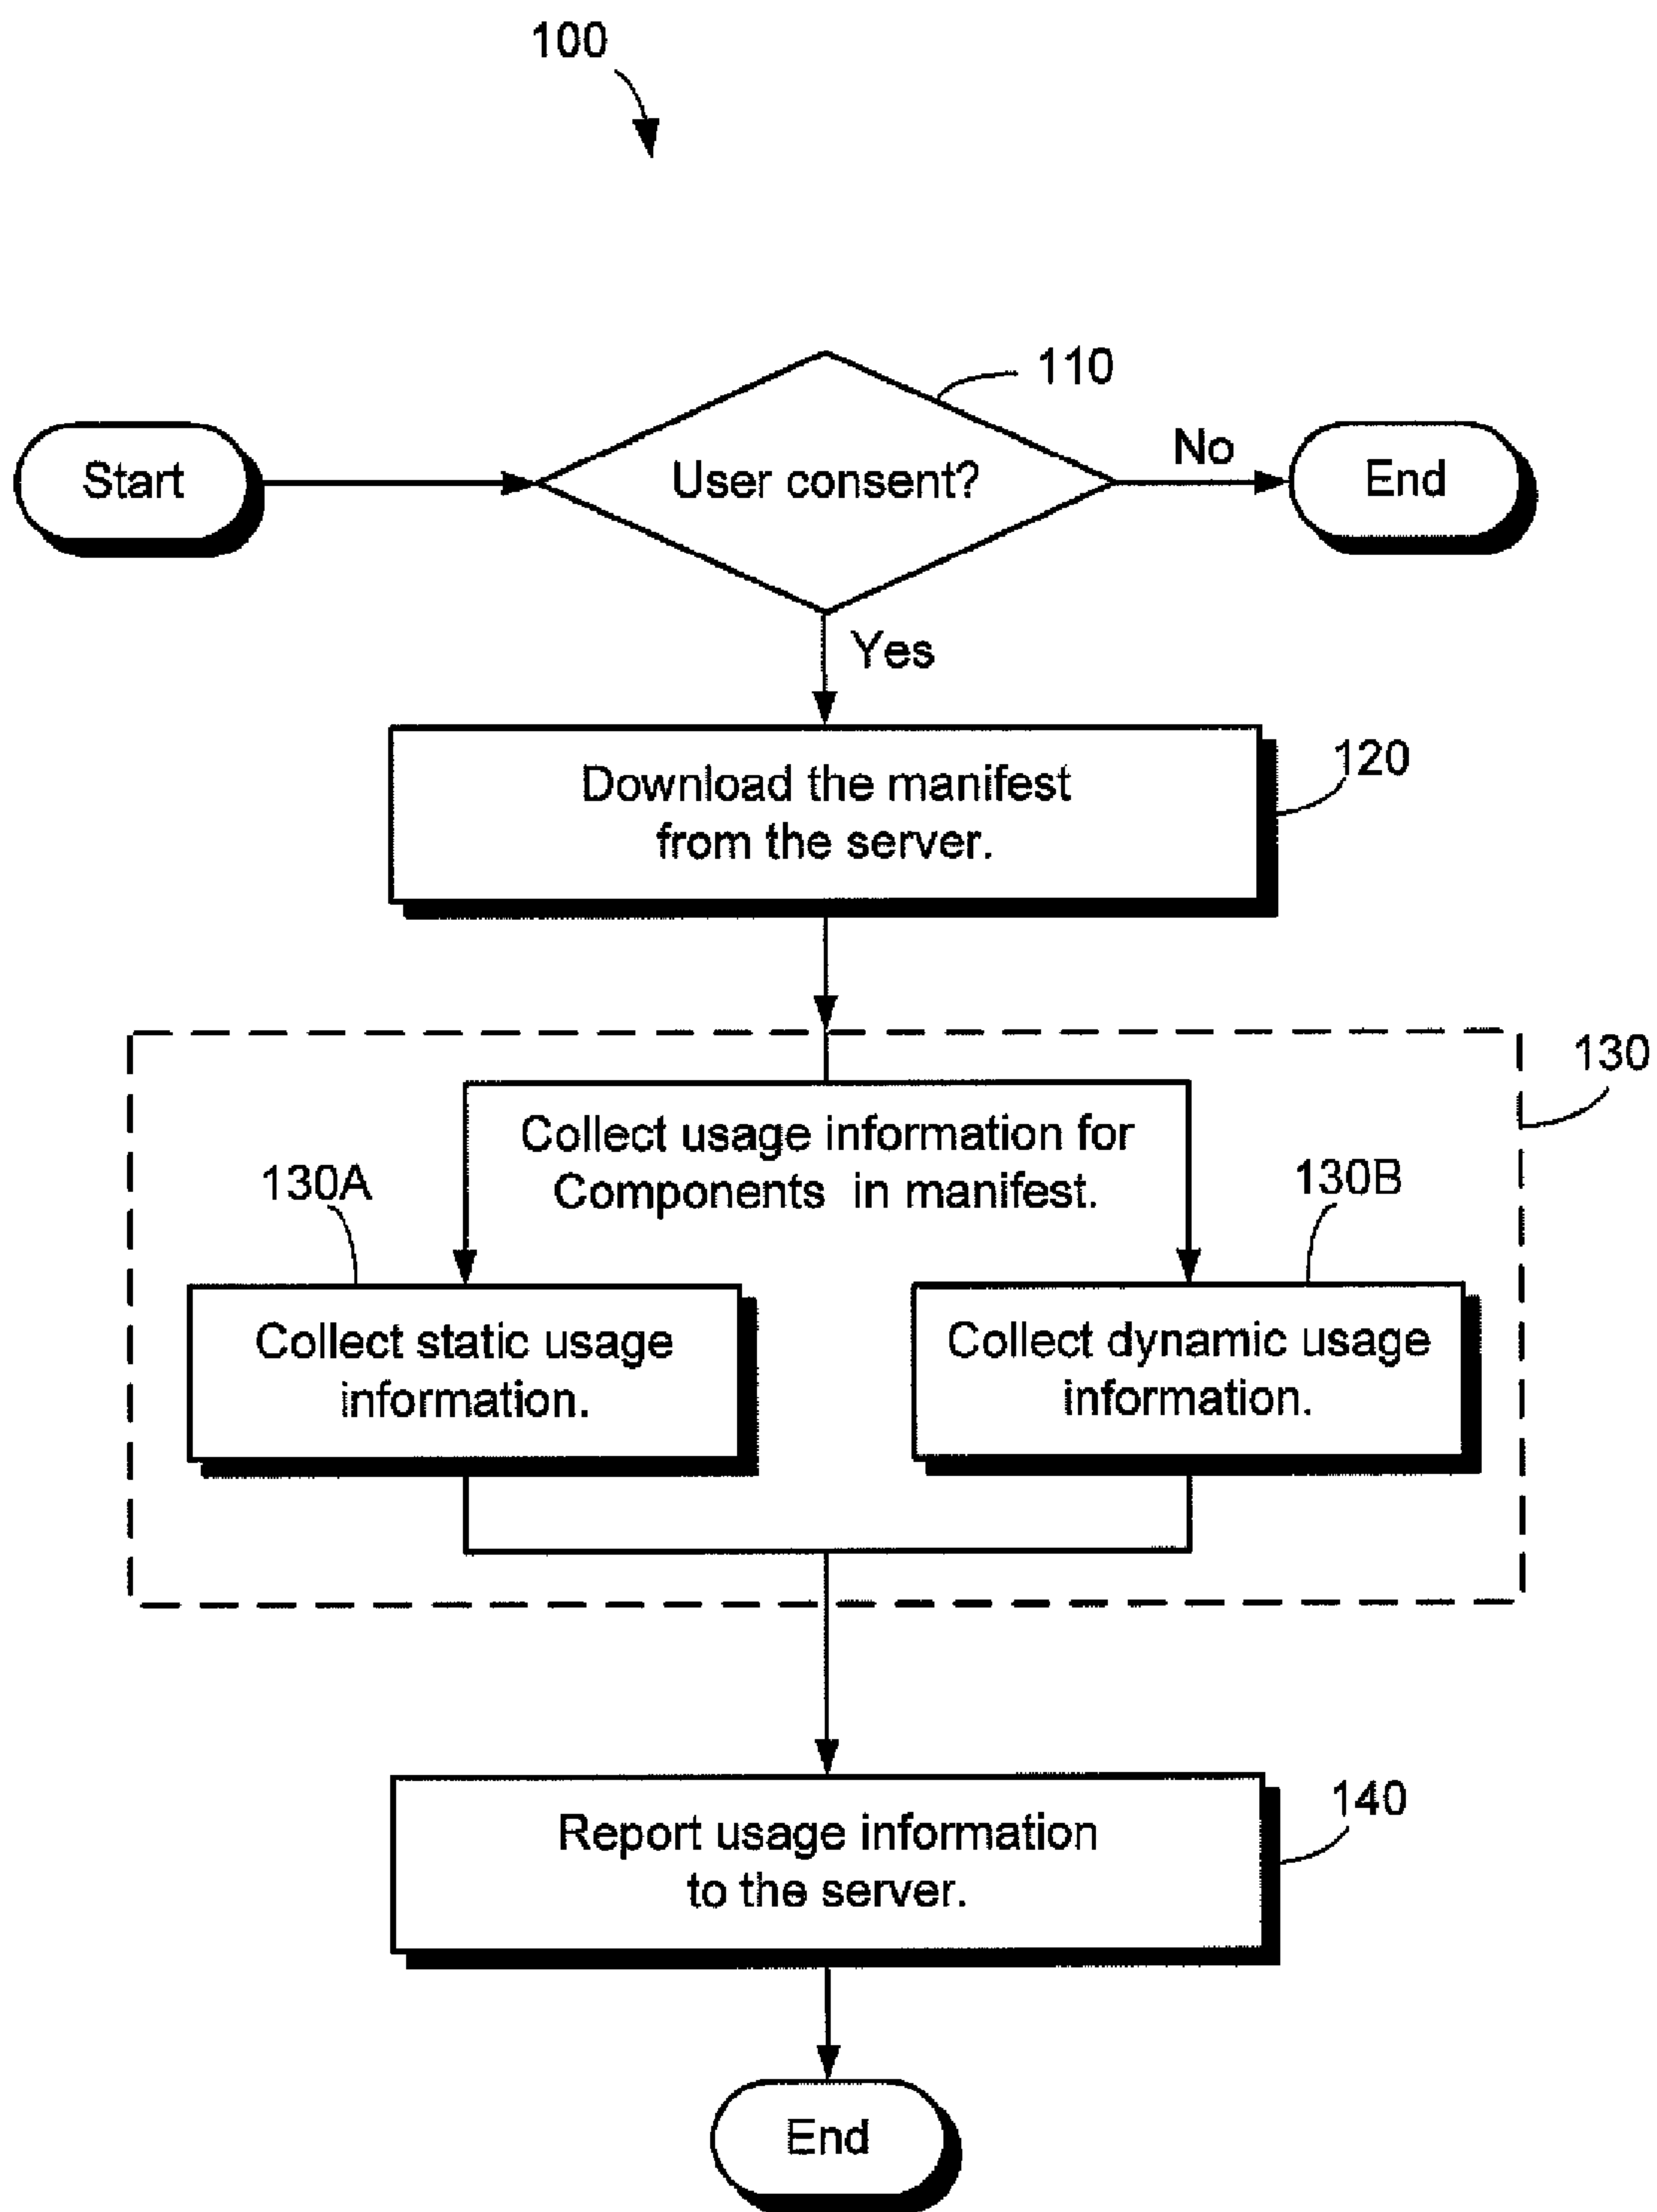 100
110
Start
User consent?
No
End
Yes
Download the manifest
from the server.
120
130
Collect usage information for
Components in manifest.
130A
130B
Collect static usage
information.
Collect dynamic usage
information.
Report usage information
to the server.
140
End